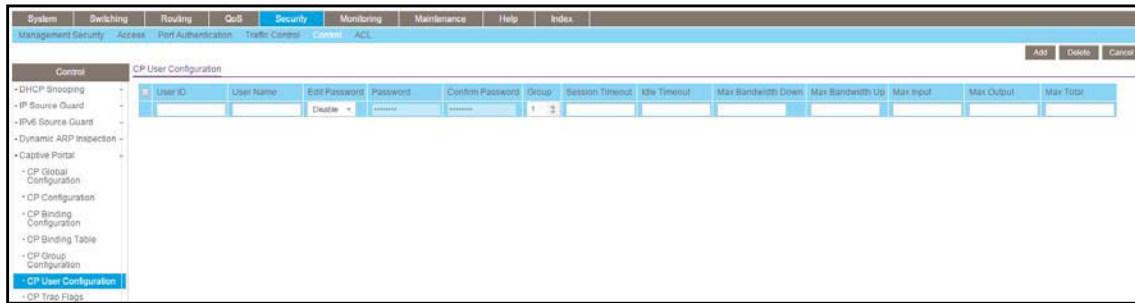 System Switching Routing QoS Security Monitoring Maintenance Help Index
Management Security Access Port Authentication Traffic Control Control ACL
Add Delete Cancel
Control
CP User Configuration
DHCP Snooping
IP Source Guard
IPv6 Source Guard
Dynamic ARP Inspection
Captive Portal
CP Global
Configuration
CP Configuration
CP Binding
Configuration
CP Binding Table
CP Group
Configuration
CP User Configuration
CP Trap Flags
User ID User Name Edit Password Password Confirm Password Group Session Timeout Idle Timeout Max Bandwidth Down Max Bandwidth Up Max Input Max Output Max Total
Disable ******** ******** 1